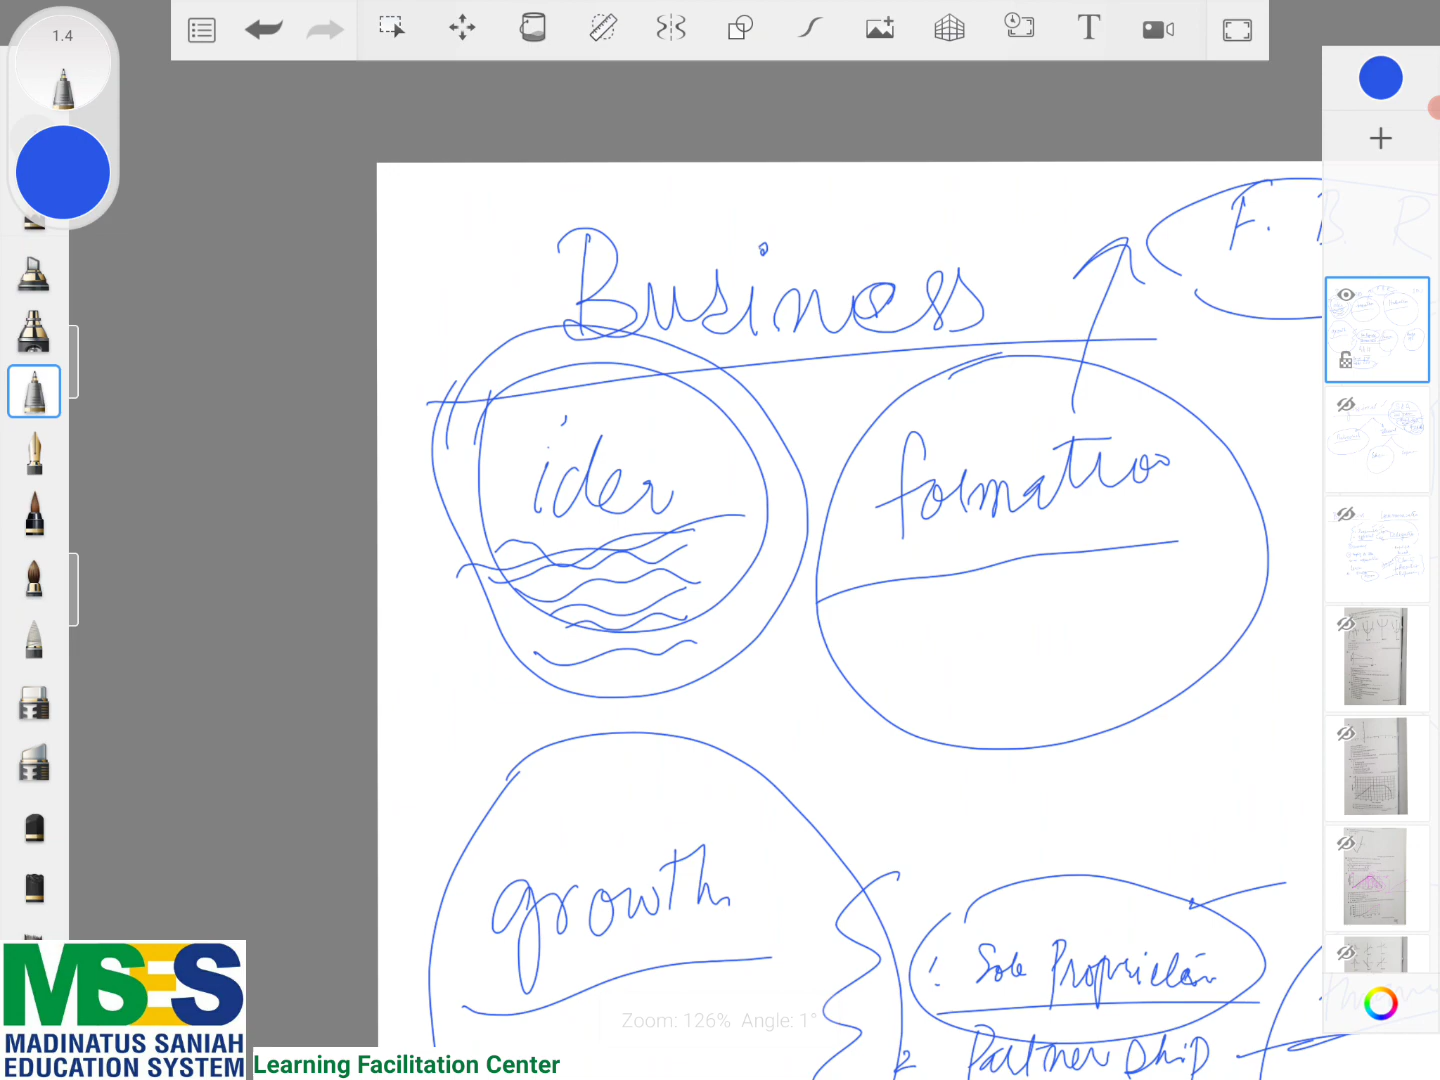 1.4
T
F.
B. R
Business
idea
formation
growth
1. Sole Proprietor
2 Partnership
Zoom: 126% Angle: 1°
MSES
MADINATUS SANIAH
EDUCATION SYSTEM
Learning Facilitation Center